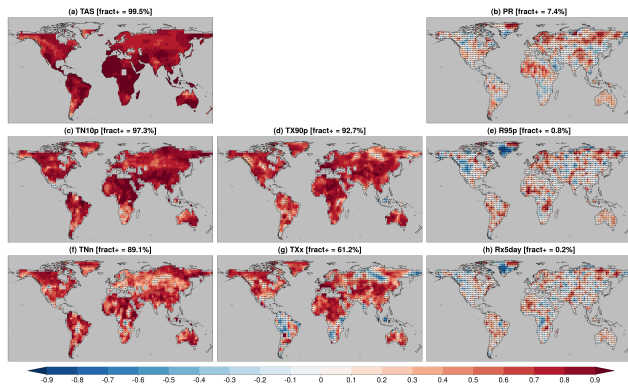 (a) TAS [fract+ = 99.5%]
(b) PR [fract+ = 7.4%]
(c) TN10p [fract+ = 97.3%]
(d) TX90p [fract+ = 92.7%]
(e) R95p [fract+ = 0.8%]
(f) TNn [fract+ = 89.1%]
(g) TXx [fract+ = 61.2%]
(h) Rx5day [fract+ = 0.2%]
-0.9 -0.8 -0.7 -0.6 -0.5 -0.4 -0.3 -0.2 -0.1 0 0.1 0.2 0.3 0.4 0.5 0.6 0.7 0.8 0.9